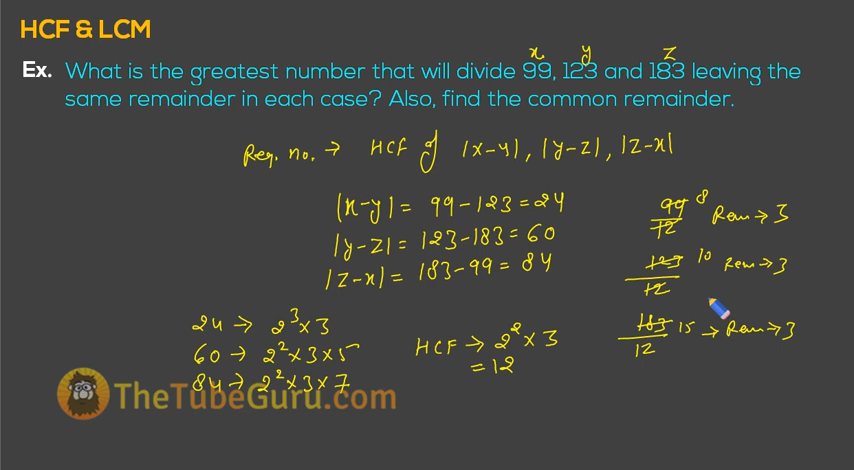 HCF & LCM
x y z
Ex. What is the greatest number that will divide 99, 123 and 183 leaving the
same remainder in each case? Also, find the common remainder.
Req. no. → HCF of |x-y|, |y-z|, |z-x|
|x-y| = 99-123 = 24
|y-z| = 123-183 = 60
|z-x| = 183-99 = 84
99/12 8 Rem → 3
123/12 10 Rem → 3
183/12 15 → Rem → 3
24 → 2³ x 3
60 → 2² x 3 x 5
84 → 2² x 3 x 7
HCF → 2² x 3
= 12
TheTubeGuru.com